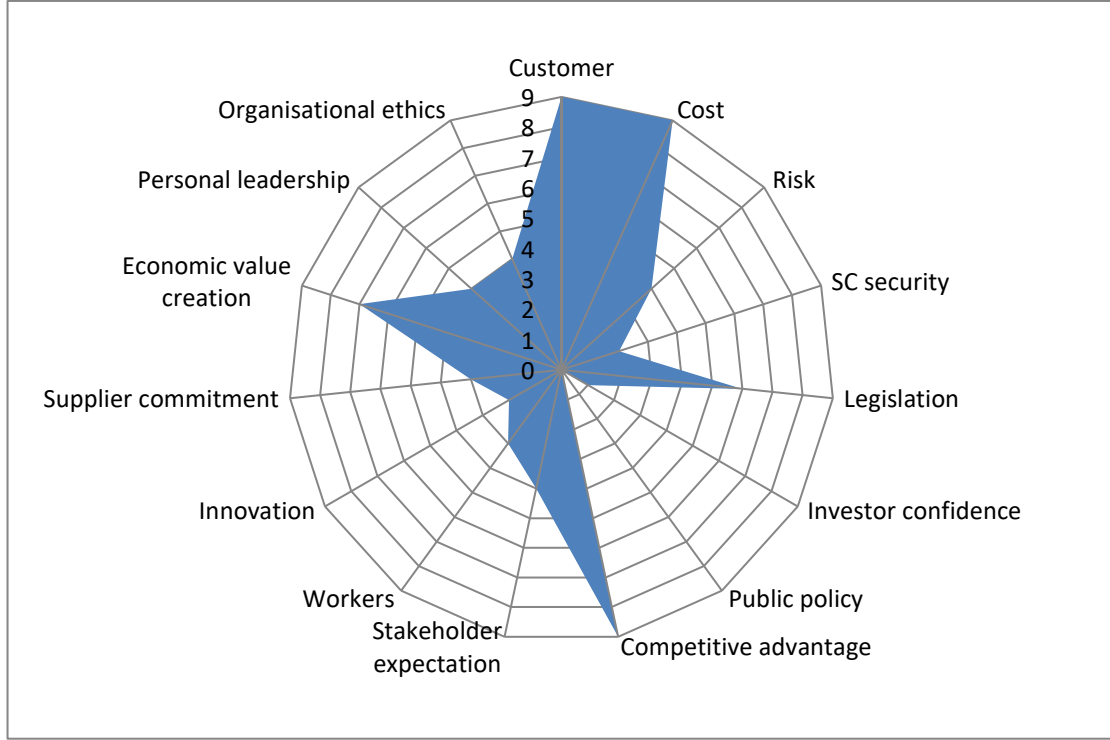 Customer
Cost
Risk
SC security
Legislation
Investor confidence
Public policy
Competitive advantage
Stakeholder
expectation
Workers
Innovation
Supplier commitment
Economic value
creation
Personal leadership
Organisational ethics
9
8
7
6
5
4
3
2
1
0